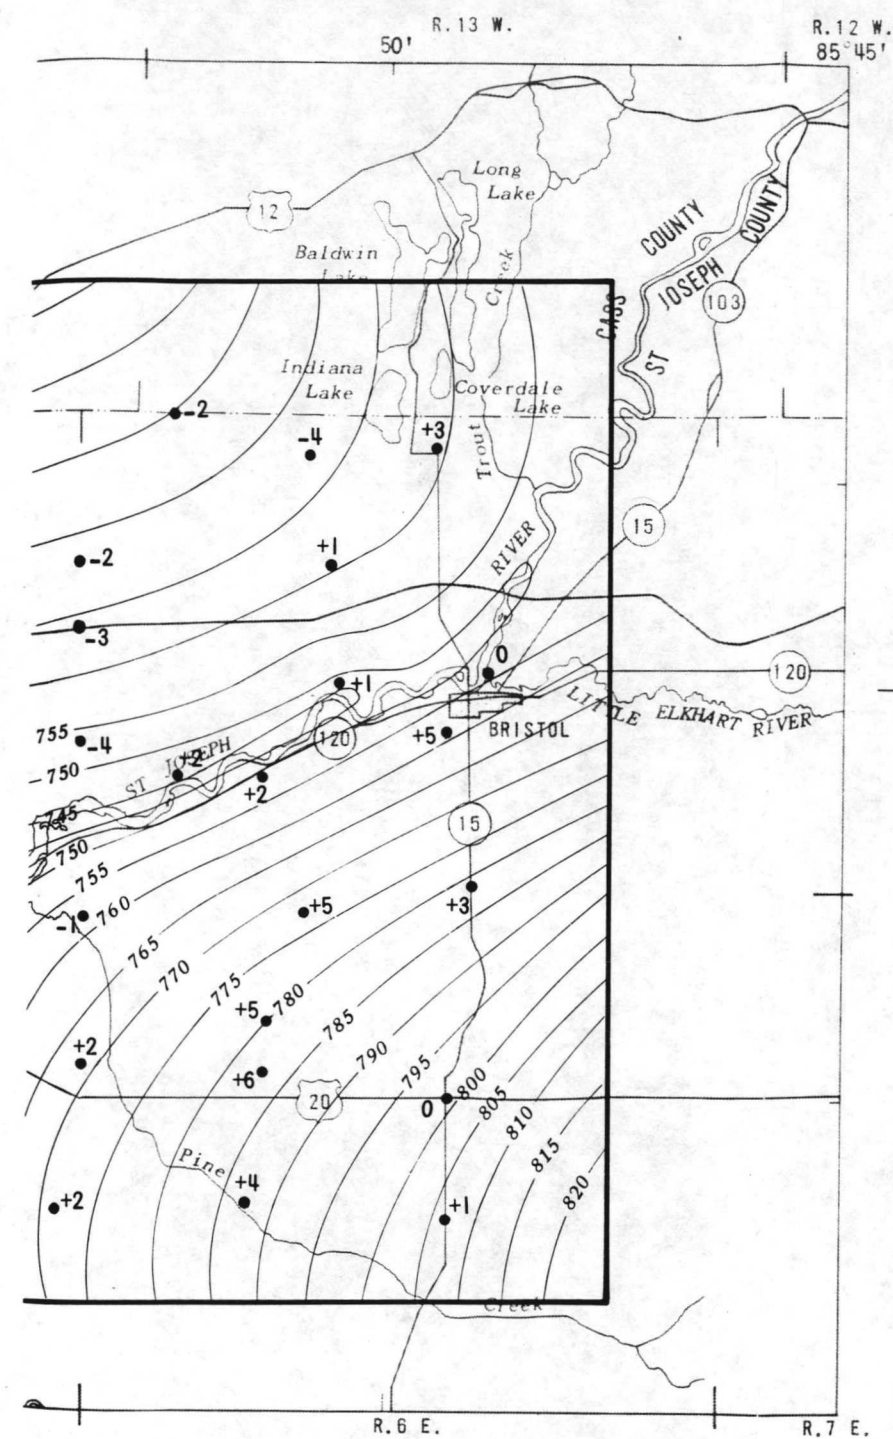 R.13 W.
R.12 W.
50'
85°45'
Long
Lake
12
COUNTY
COUNTY
Baldwin
Lake
Creek
CASS
ST JOSEPH
103
Indiana
Lake
Coverdale
Lake
-2
-4
+3
Trout
15
RIVER
-2
+1
-3
0
120
+1
LITTLE ELKHART RIVER
755
-4
120
+5
BRISTOL
750
ST JOSEPH
+2
+2
745
750
15
755
760
-1
+5
+3
765
770
775
+5
780
785
+2
790
+6
795
800
20
0
805
810
815
Pine
820
+2
+4
+1
Creek
R.6 E.
R.7 E.